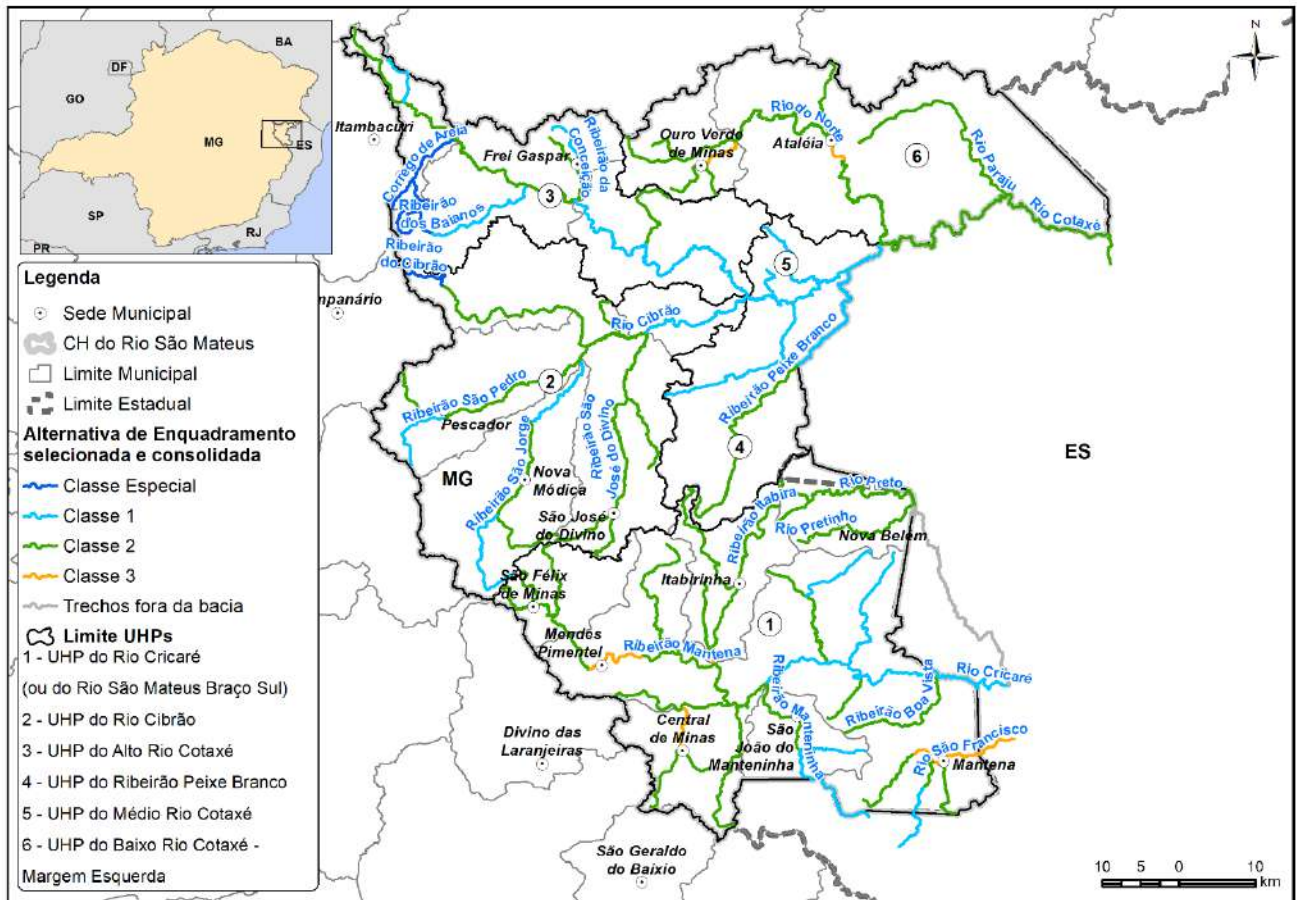 BA
DF
GO
MG
ES
SP
RJ
PR
N
Itambacuri
Corrego de Areia
Frei Gaspar
Ribeirão da
Conceição
Ouro Verde
de Minas
Rio do Norte
Ataléia
6
Rio Paraju
Rio Cotaxé
3
Ribeirão
dos Baianos
Ribeirão
do Cibrão
5
mpanário
Rio Cibrão
Ribeirão Peixe Branco
2
Ribeirão São Pedro
Pescador
Ribeirão São
José do Divino
4
MG
ES
Ribeirão São Jorge
Nova
Módica
São José
do Divino
Ribeirão Itabira
Rio Preto
Rio Pretinho
Nova Belém
São Félix
de Minas
Itabirinha
1
Mendes
Pimentel
Ribeirão Mantena
Rio Cricaré
Ribeirão Manteninha
Ribeirão Boa Vista
Central
de Minas
São
João do
Manteninha
Rio São Francisco
Mantena
Divino das
Laranjeiras
São Geraldo
do Baixio
Legenda
Sede Municipal
CH do Rio São Mateus
Limite Municipal
Limite Estadual
Alternativa de Enquadramento
selecionada e consolidada
Classe Especial
Classe 1
Classe 2
Classe 3
Trechos fora da bacia
Limite UHPs
1 - UHP do Rio Cricaré
(ou do Rio São Mateus Braço Sul)
2 - UHP do Rio Cibrão
3 - UHP do Alto Rio Cotaxé
4 - UHP do Ribeirão Peixe Branco
5 - UHP do Médio Rio Cotaxé
6 - UHP do Baixo Rio Cotaxé -
Margem Esquerda
10 5 0 10
km